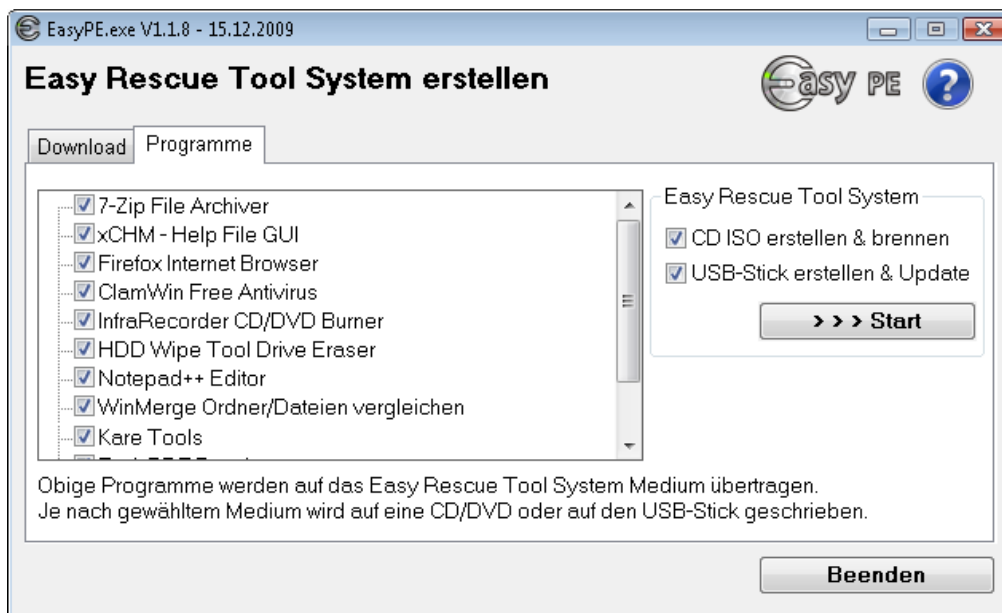 EasyPE.exe V1.1.8 - 15.12.2009
Easy Rescue Tool System erstellen
easy PE
?
Download
Programme
7-Zip File Archiver
xCHM - Help File GUI
Firefox Internet Browser
ClamWin Free Antivirus
InfraRecorder CD/DVD Burner
HDD Wipe Tool Drive Eraser
Notepad++ Editor
WinMerge Ordner/Dateien vergleichen
Kare Tools
Easy Rescue Tool System
CD ISO erstellen & brennen
USB-Stick erstellen & Update
> > > Start
Obige Programme werden auf das Easy Rescue Tool System Medium übertragen.
Je nach gewähltem Medium wird auf eine CD/DVD oder auf den USB-Stick geschrieben.
Beenden